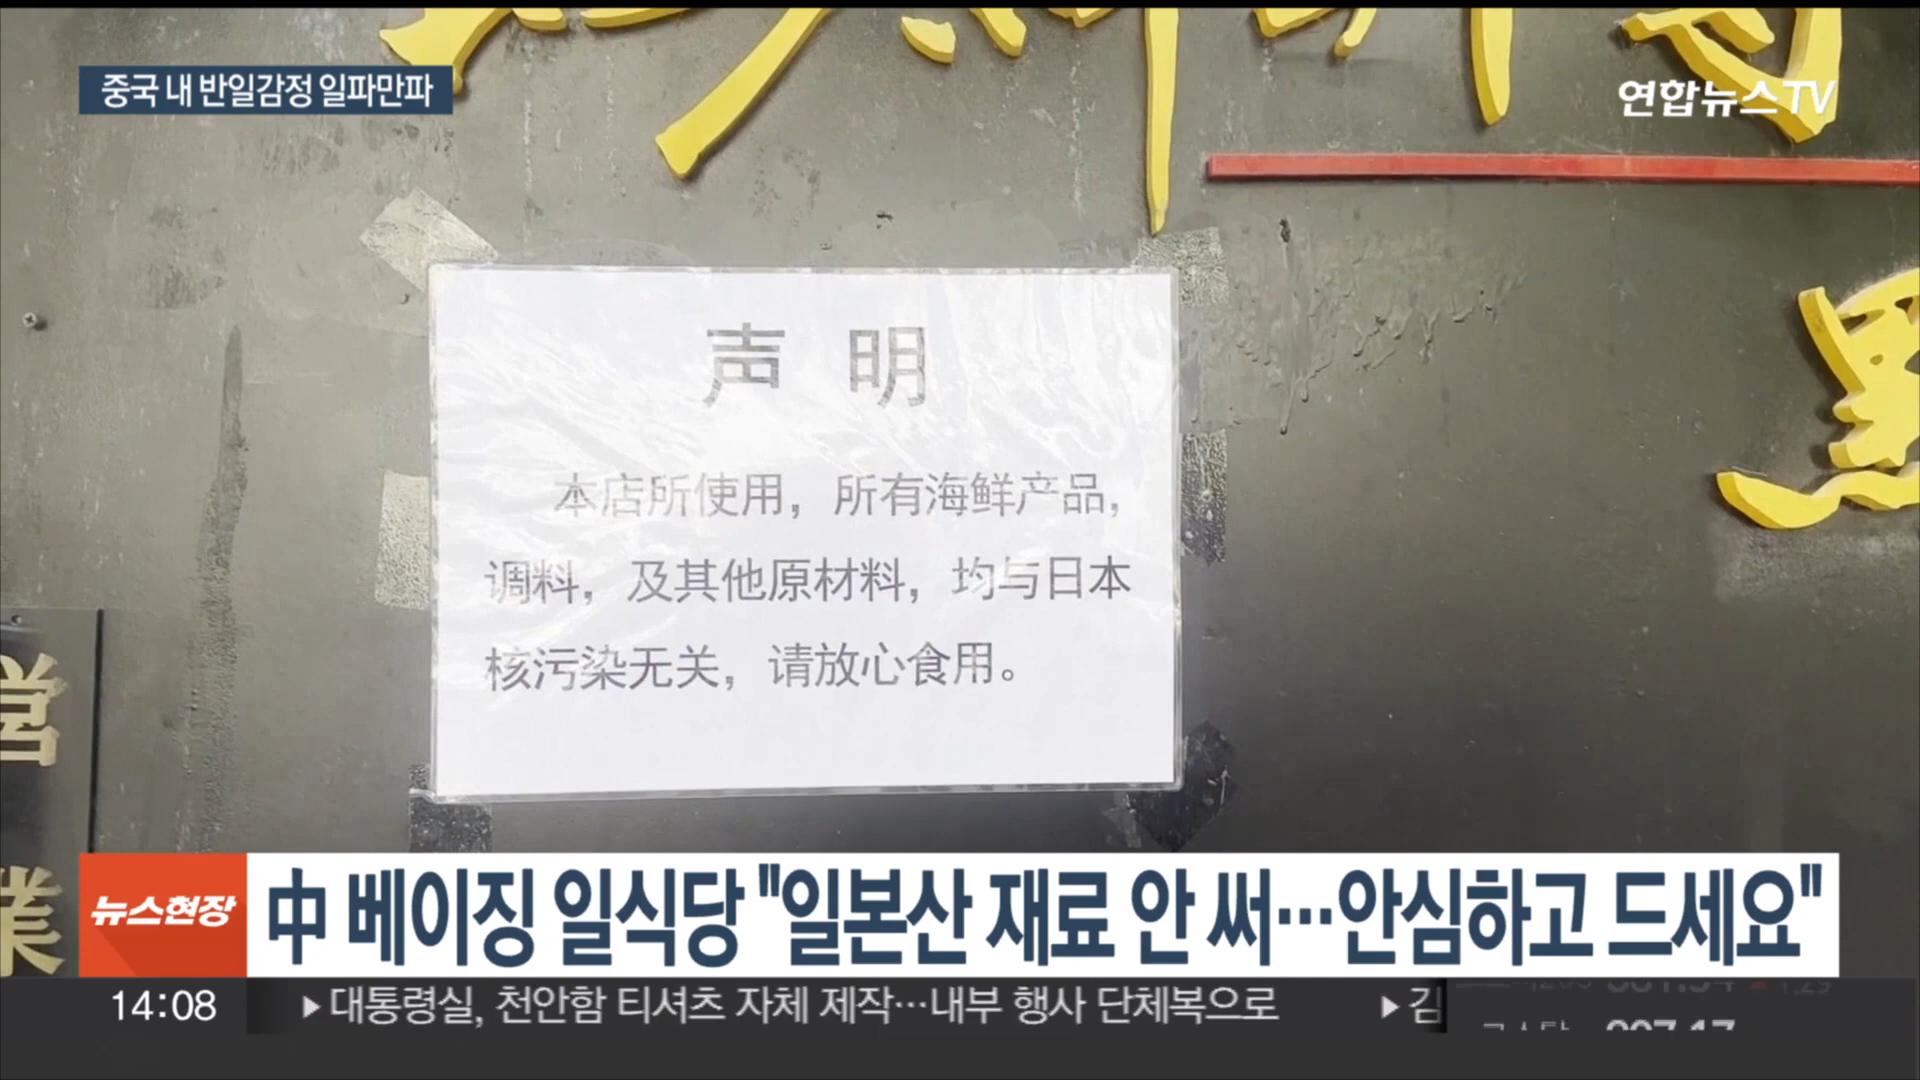 중국 내 반일감정 일파만파
연합뉴스TV
声 明
本店所使用，所有海鲜产品，
调料，及其他原材料，均与日本
核污染无关，请放心食用。
営
業
뉴스현장
中 베이징 일식당 "일본산 재료 안 써…안심하고 드세요"
14:08
▶대통령실, 천안함 티셔츠 자체 제작…내부 행사 단체복으로
▶김